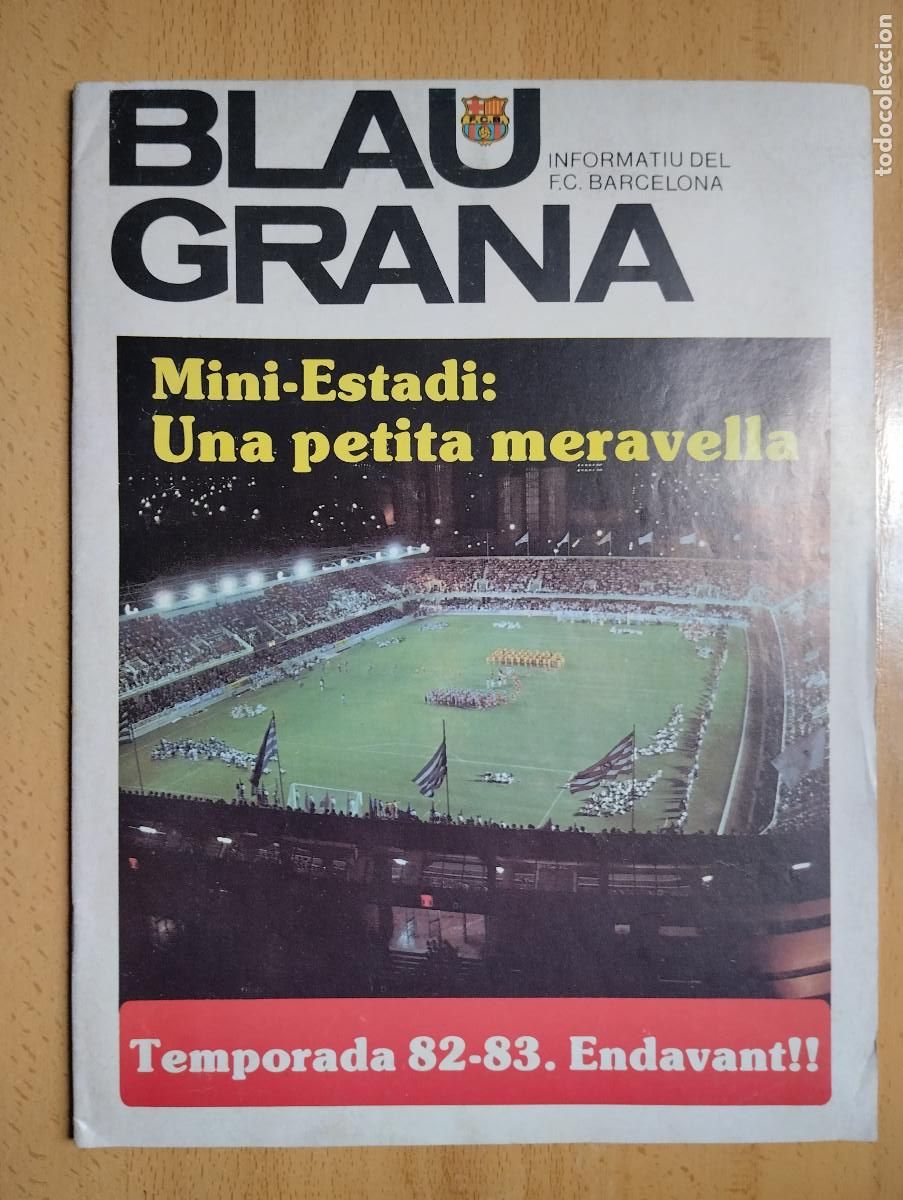 BLAU
GRANA
F.C.B
INFORMATIU DEL
F.C. BARCELONA
Mini-Estadi:
Una petita meravella
Temporada 82-83. Endavant!!
todocoleccion